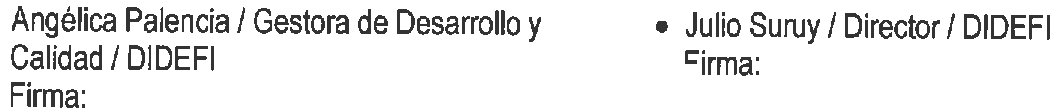 Angélica Palencia / Gestora de Desarrollo y
Calidad / DIDEFI
Firma:
• Julio Suruy / Director / DIDEFI
Firma: